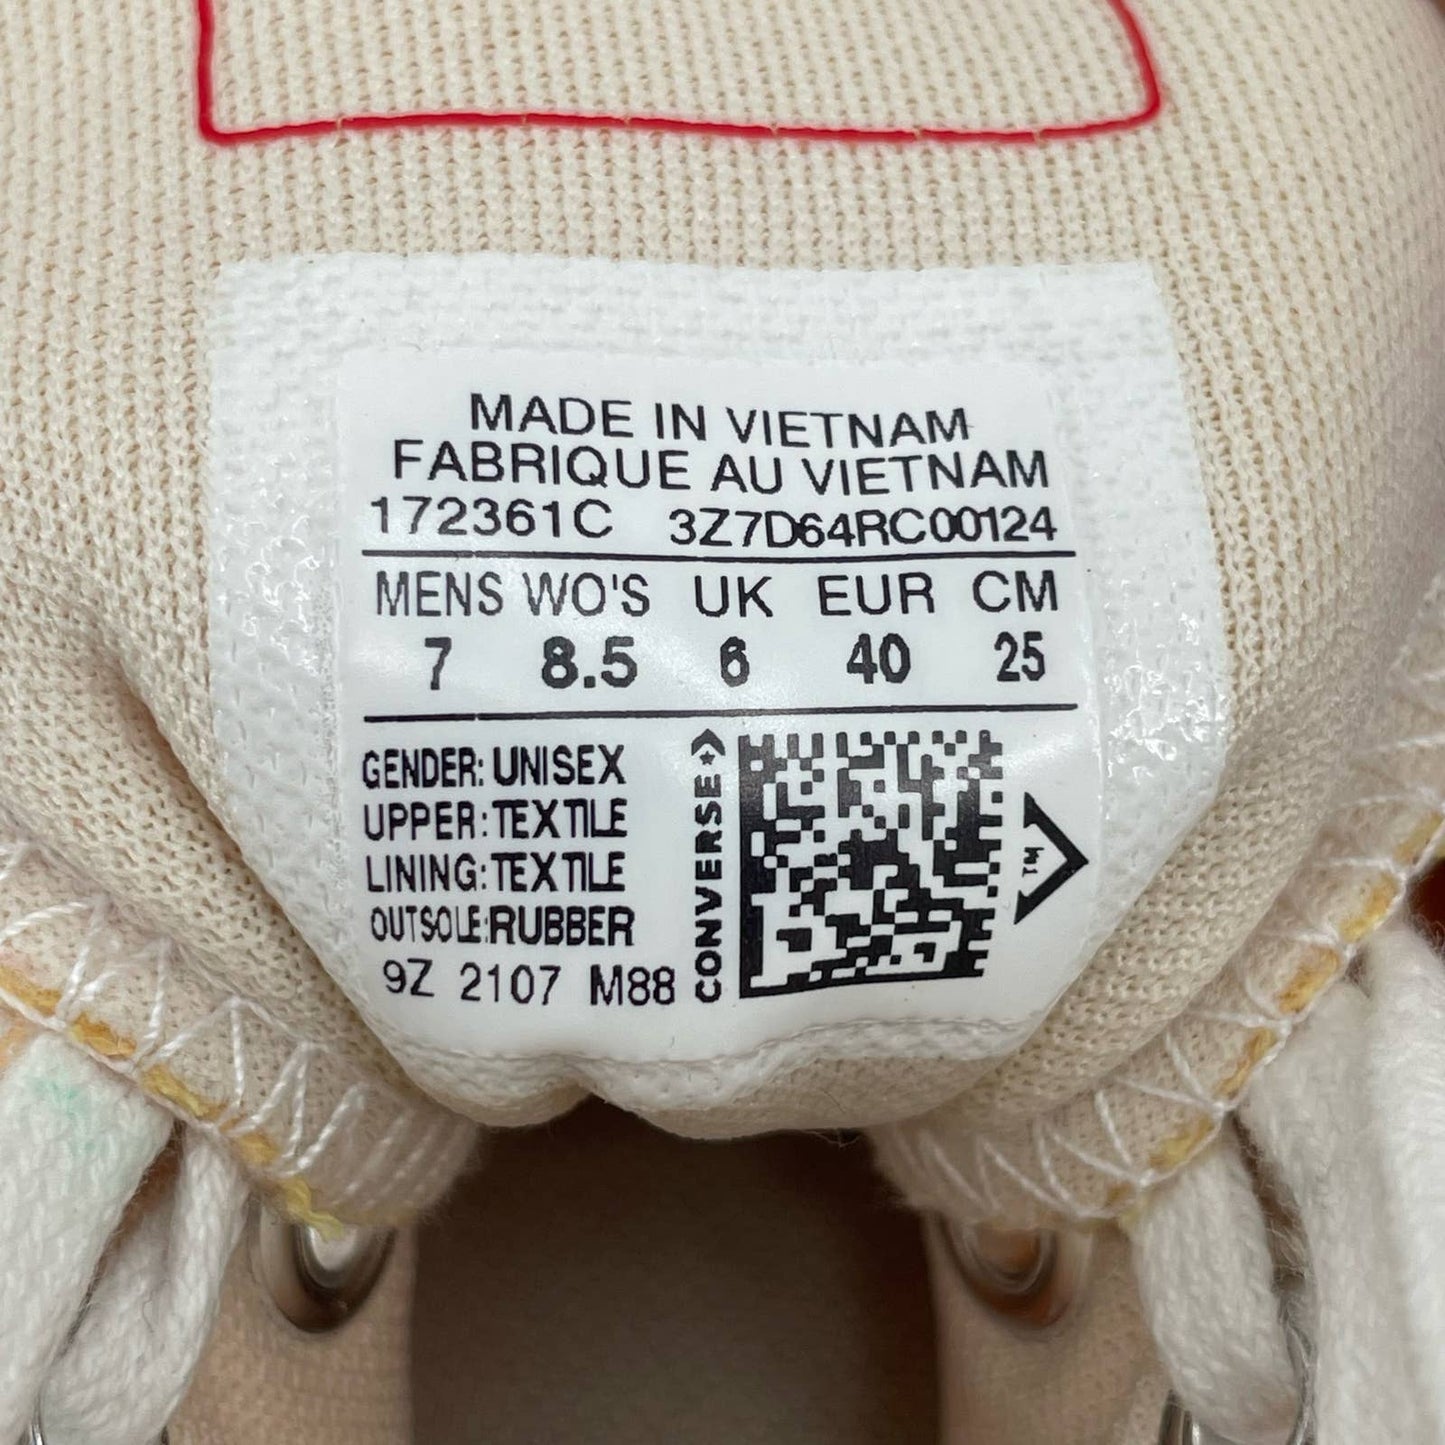 MADE IN VIETNAM
FABRIQUE AU VIETNAM
172361C 3Z7D64RC00124
MENS WO'S UK EUR CM
7 8.5 6 40 25
GENDER: UNISEX
UPPER: TEXTILE
LINING: TEXTILE
OUTSOLE: RUBBER
9Z 2107 M88
CONVERSE